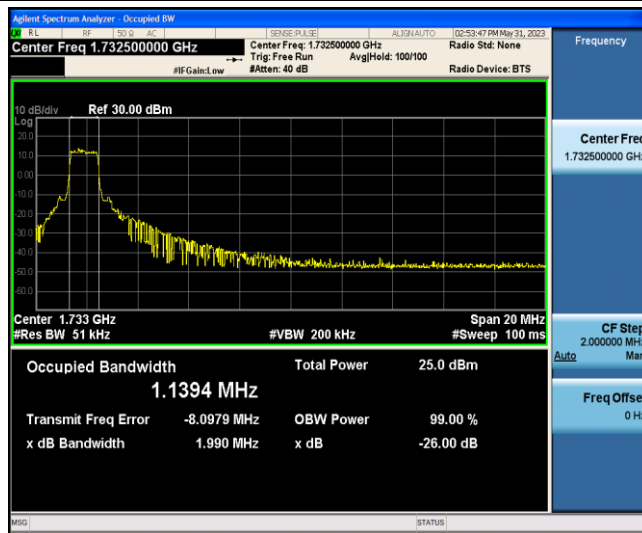 Agilent Spectrum Analyzer - Occupied BW
RL RF 50 Ω AC SENSE:PULSE ALIGNAUTO 02:53:47 PM May 31, 2023
Center Freq 1.732500000 GHz
Center Freq: 1.732500000 GHz Radio Std: None
Trig: Free Run Avg|Hold: 100/100
#IFGain:Low #Atten: 40 dB Radio Device: BTS
Frequency
10 dB/div Ref 30.00 dBm
Log
20.0
10.0
0.00
-10.0
-20.0
-30.0
-40.0
-50.0
-60.0
Center 1.733 GHz Span 20 MHz
#Res BW 51 kHz #VBW 200 kHz #Sweep 100 ms
Occupied Bandwidth Total Power 25.0 dBm
1.1394 MHz
Transmit Freq Error -8.0979 MHz OBW Power 99.00 %
x dB Bandwidth 1.990 MHz x dB -26.00 dB
Center Freq
1.732500000 GHz
CF Step
2.000000 MHz
Auto Man
Freq Offset
0 Hz
MSG STATUS